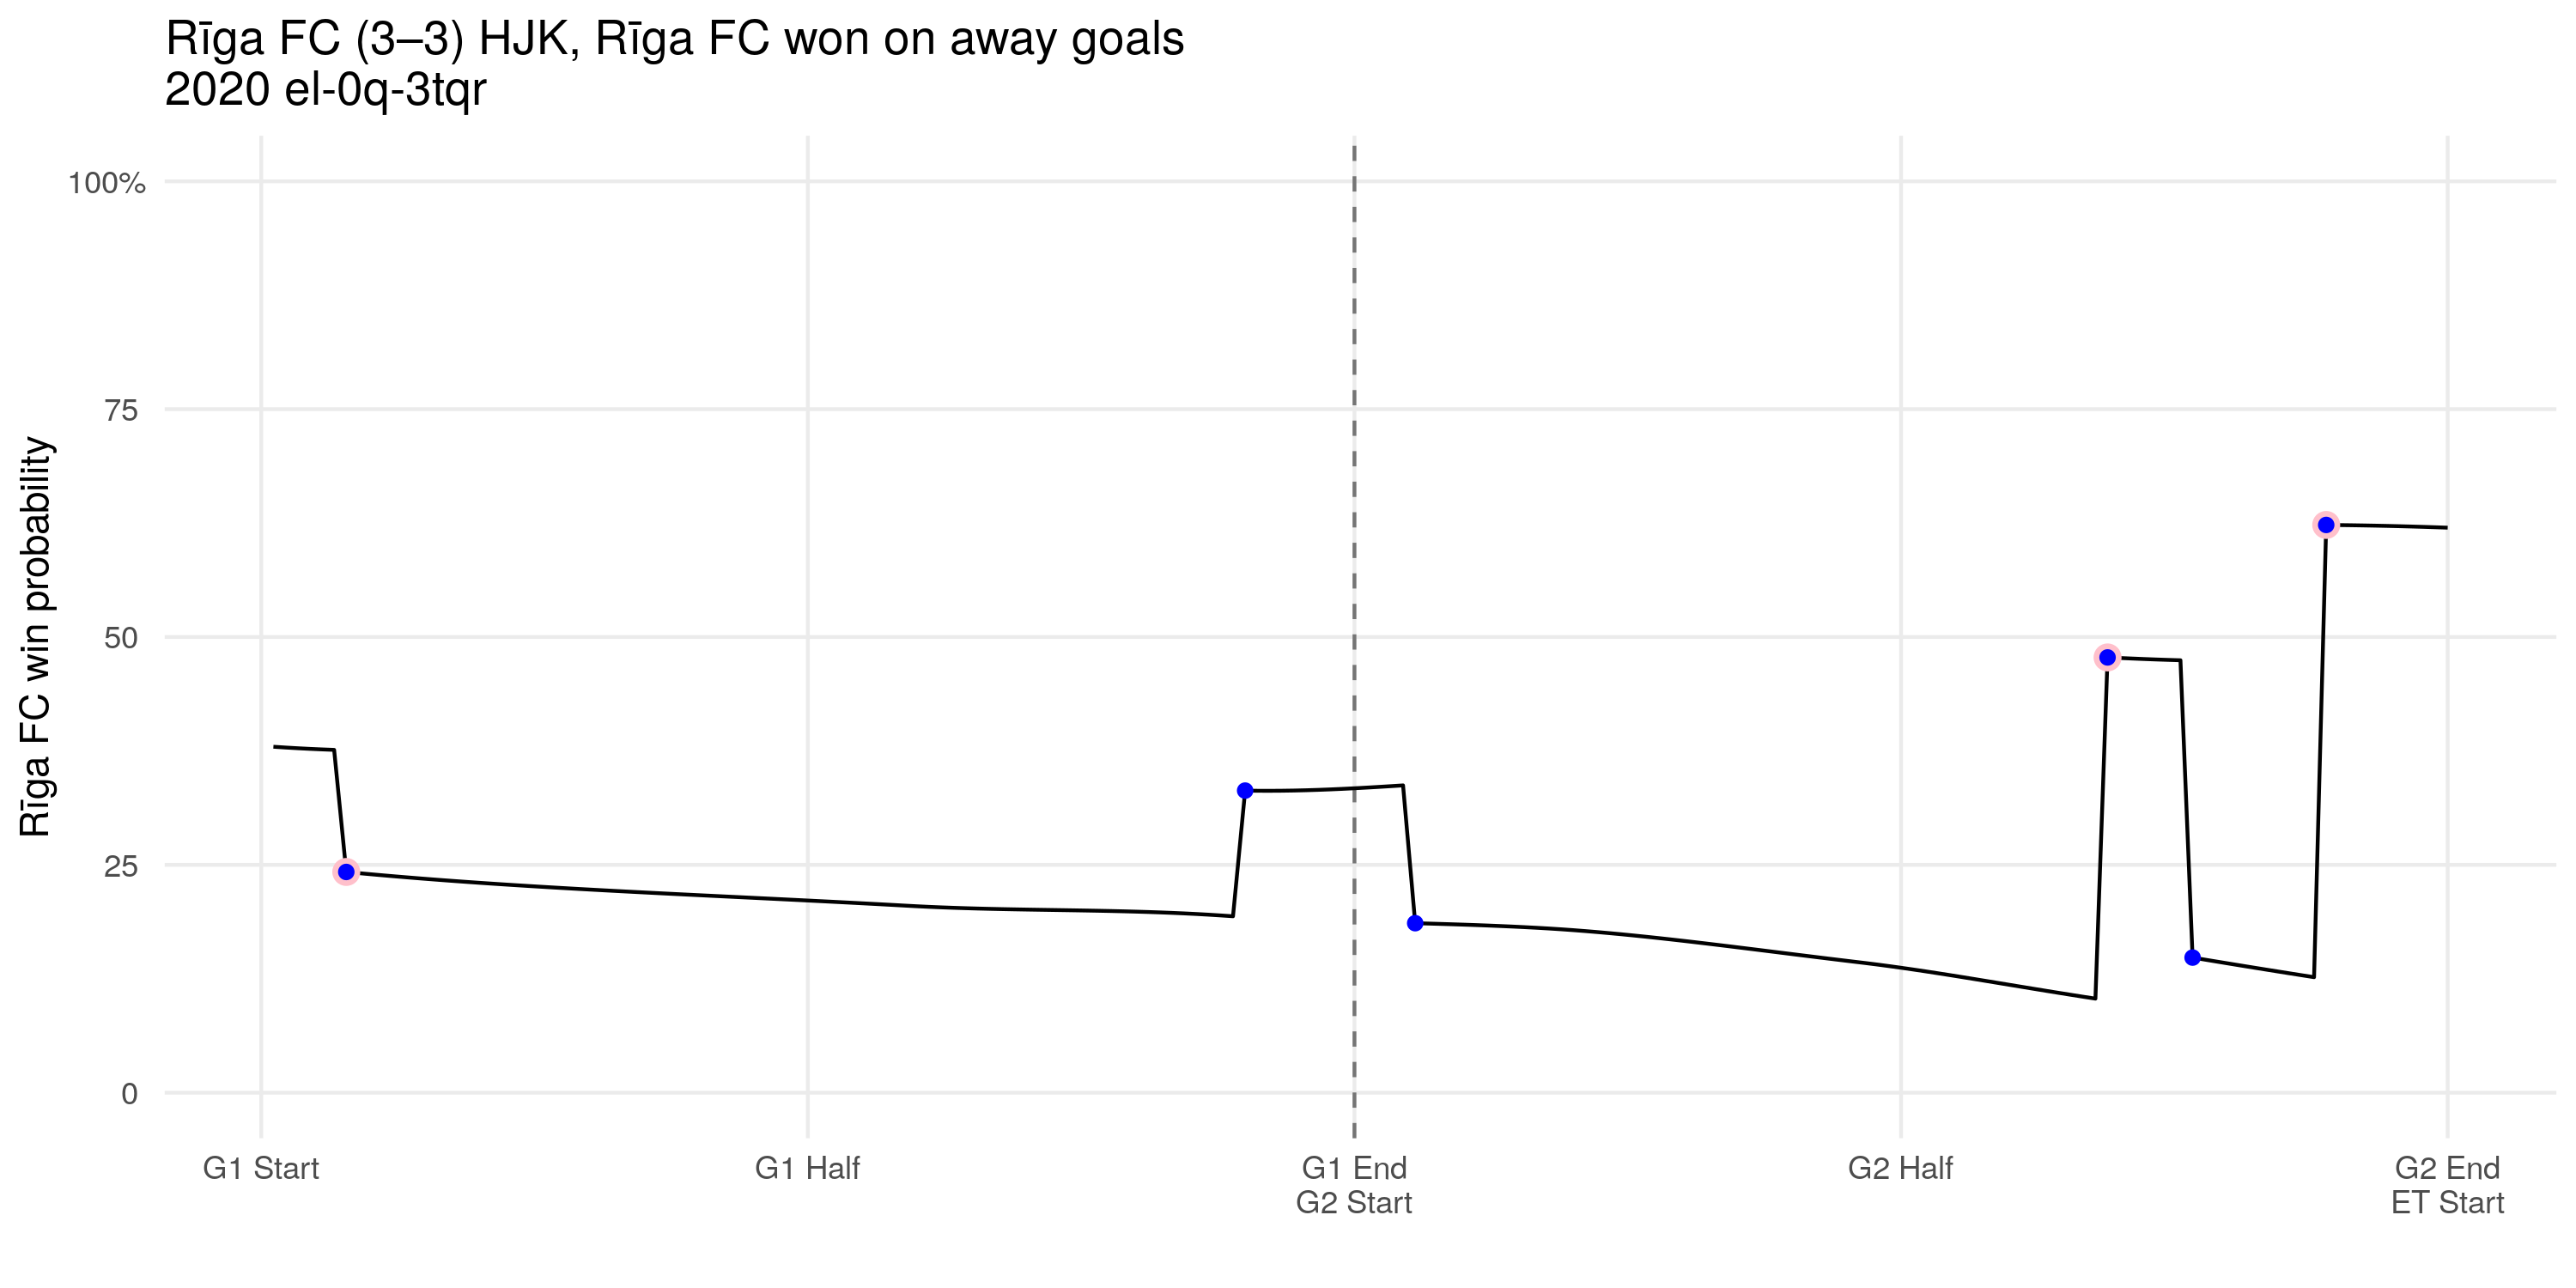 Rīga FC (3–3) HJK, Rīga FC won on away goals
2020 el-0q-3tqr
Rīga FC win probability
100%
75
50
25
0
G1 Start
G1 Half
G1 End
G2 Start
G2 Half
G2 End
ET Start